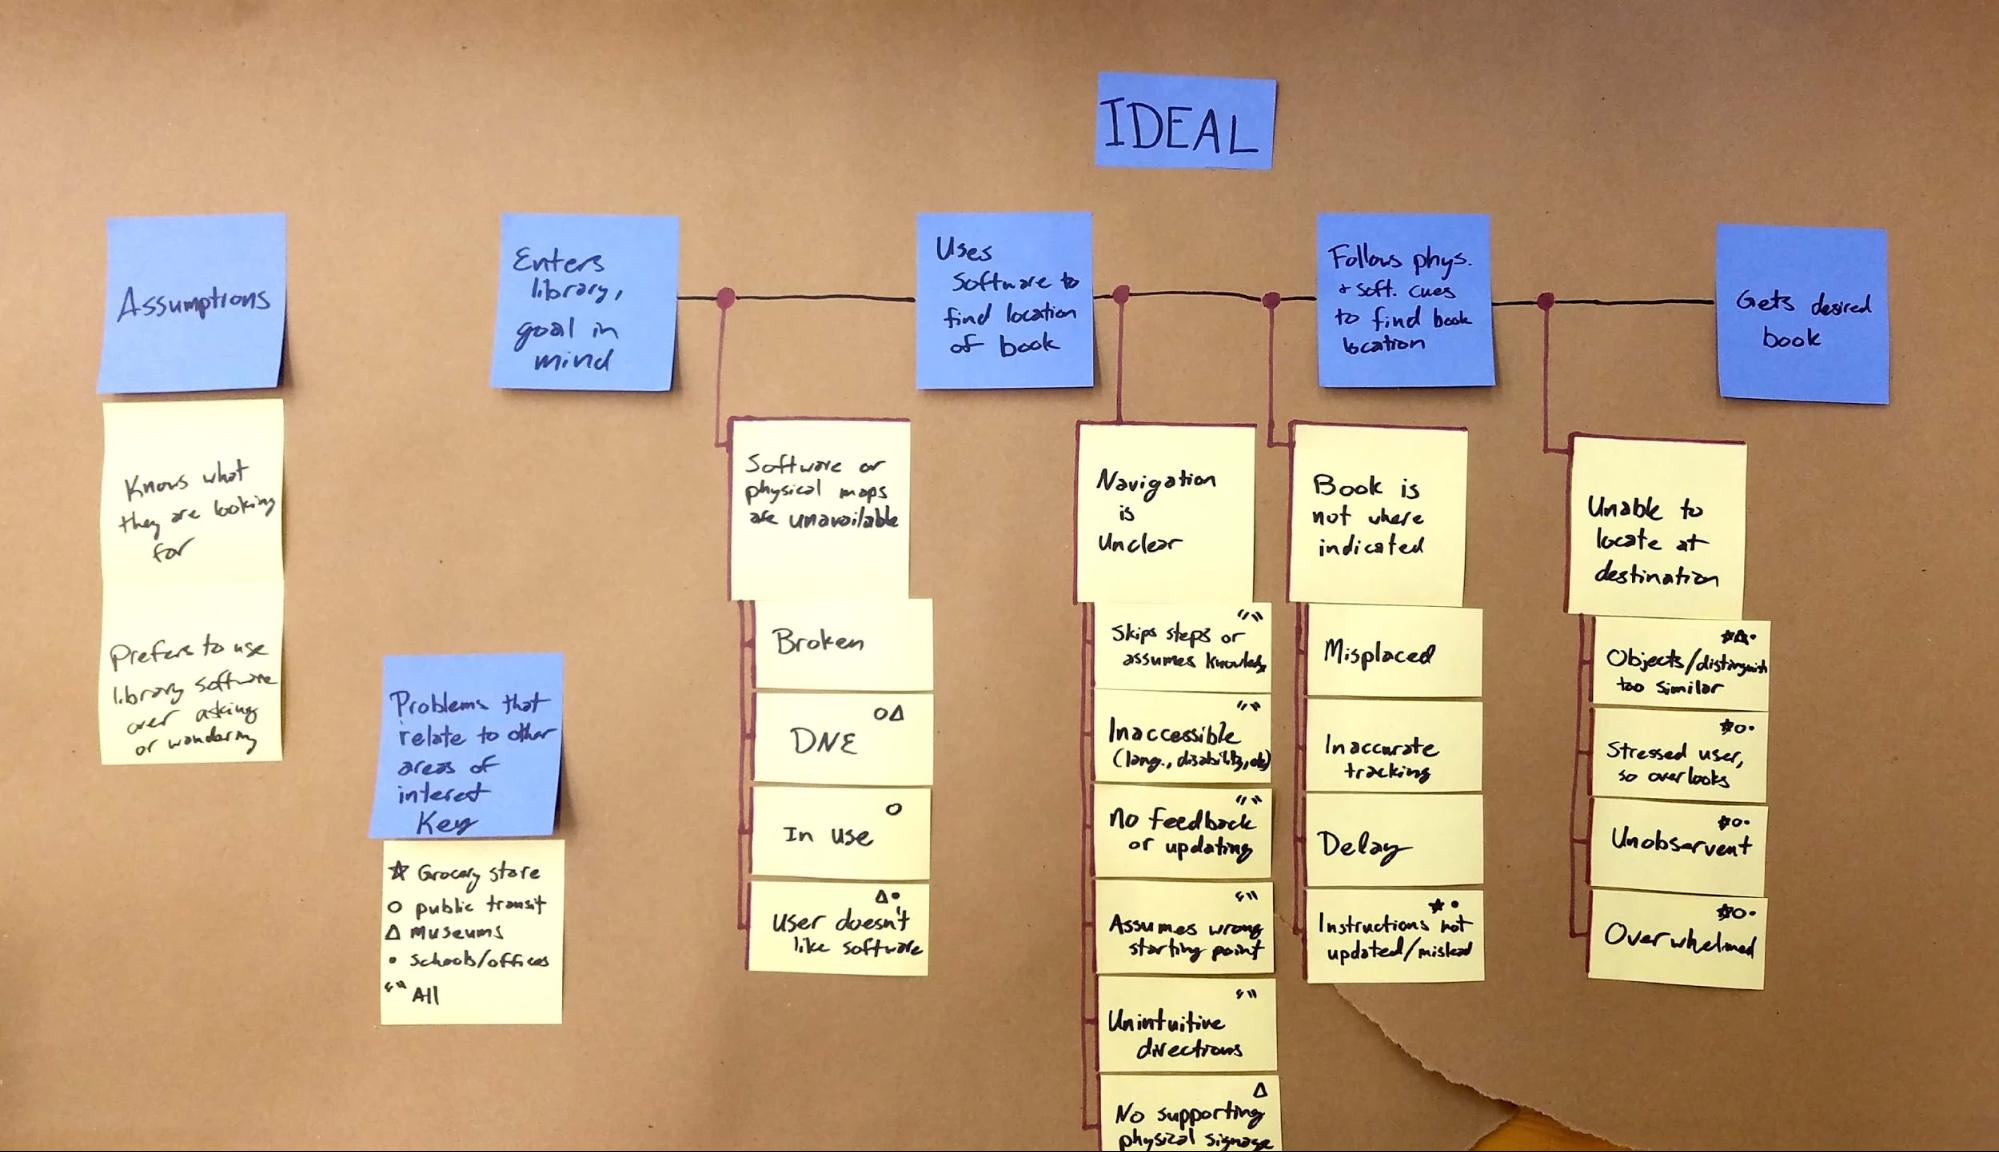 IDEAL
Assumptions
Knows what
they are looking
for
Prefers to use
library software
over asking
or wandering
Problems that
relate to other
areas of
interest
Key
☆ Grocery store
○ public transit
△ Museums
• Schools/offices
“” All
Enters
library,
goal in
mind
Software or
physical maps
are unavailable
Broken
○△
DNE
○
In use
△•
User doesn't
like software
Uses
Software to
find location
of book
Navigation
is
Unclear
“”
Skips steps or
assumes knowledge
“”
Inaccessible
(lang., disability, etc)
“”
No feedback
or updating
“”
Assumes wrong
starting point
“”
Unintuitive
directions
△
No supporting
physical signage
Follows phys.
+ soft. cues
to find book
location
Book is
not where
indicated
Misplaced
Inaccurate
tracking
Delay
☆ •
Instructions not
updated/mislead
Gets desired
book
Unable to
locate at
destination
☆△•
Objects/distinguish
too similar
☆○•
Stressed user,
so overlooks
☆○•
Unobservent
☆○•
Overwhelmed